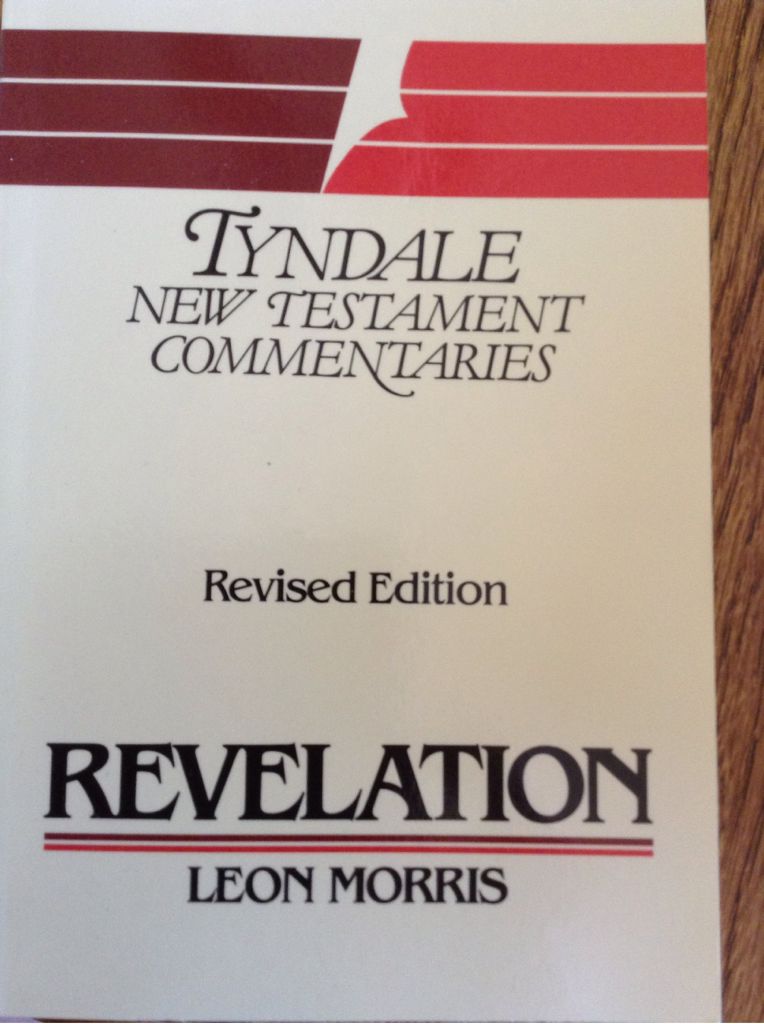 TYNDALE
NEW TESTAMENT
COMMENTARIES
Revised Edition
REVELATION
LEON MORRIS